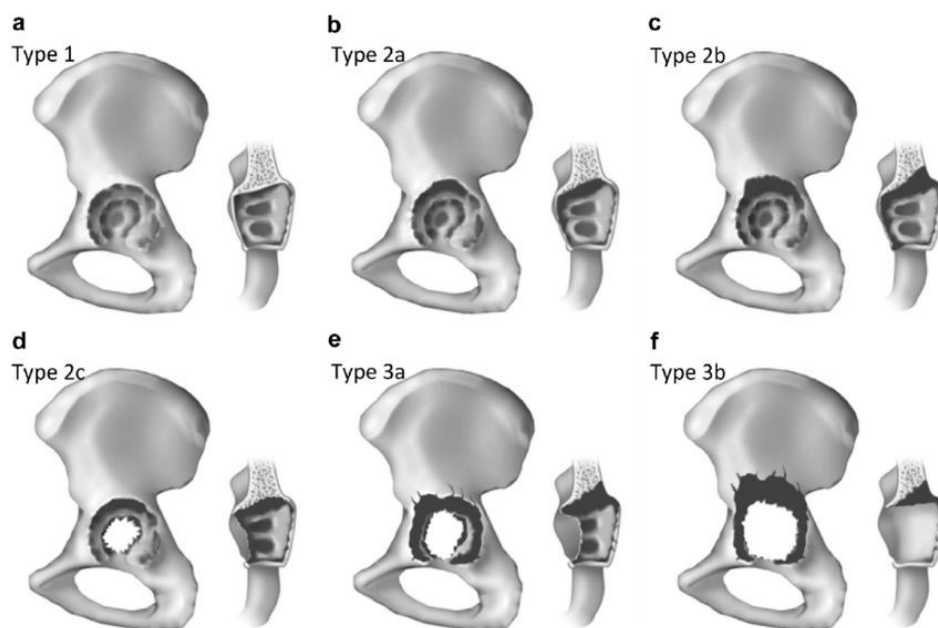 a
Type 1
b
Type 2a
c
Type 2b
d
Type 2c
e
Type 3a
f
Type 3b